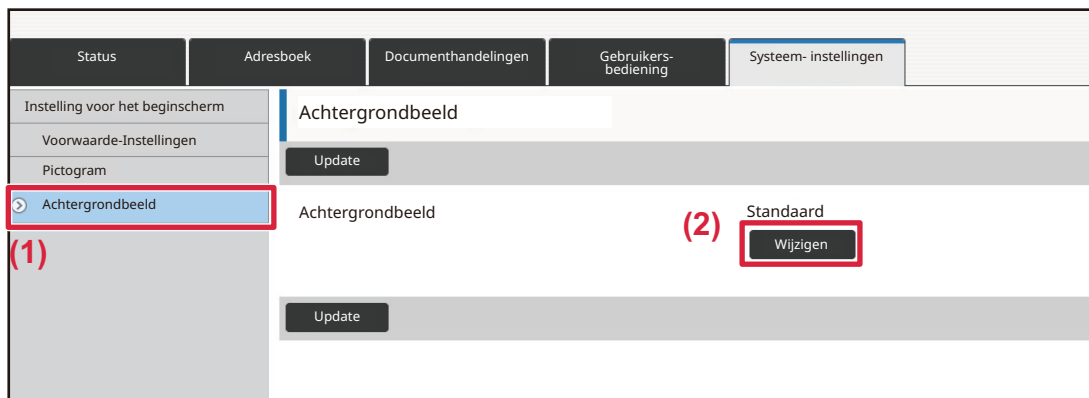 Status
Adresboek
Documenthandelingen
Gebruikers-
bediening
Systeem- instellingen
Instelling voor het beginscherm
Voorwaarde-Instellingen
Pictogram
Achtergrondbeeld
(1)
Achtergrondbeeld
Update
Achtergrondbeeld
Standaard
(2)
Wijzigen
Update